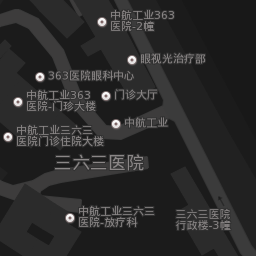 中航工业363
医院-2幢
眼视光治疗部
363医院眼科中心
中航工业363
医院-门珍大楼
门诊大厅
中航工业
中航工业三六三
医院门诊住院大楼
三六三医院
中航工业三六三
医院-放疗科
三六三医院
行政楼-3幢